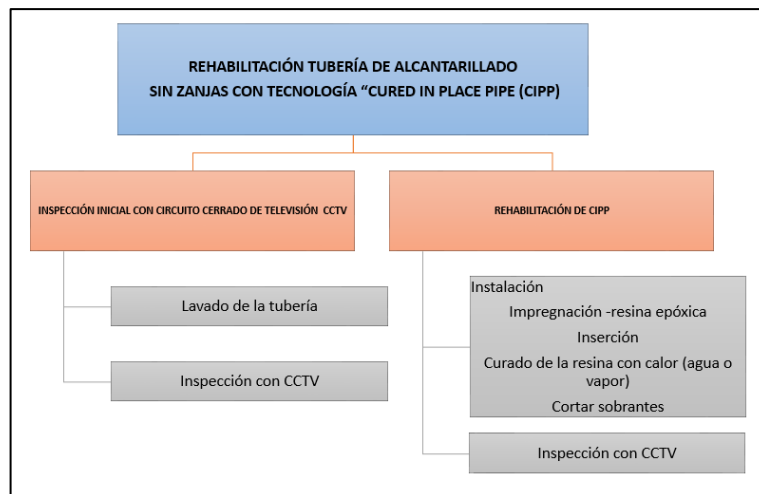 REHABILITACIÓN TUBERÍA DE ALCANTARILLADO
SIN ZANJAS CON TECNOLOGÍA “CURED IN PLACE PIPE (CIPP)
INSPECCIÓN INICIAL CON CIRCUITO CERRADO DE TELEVISIÓN CCTV
Lavado de la tubería
Inspección con CCTV
REHABILITACIÓN DE CIPP
Instalación
Impregnación -resina epóxica
Inserción
Curado de la resina con calor (agua o
vapor)
Cortar sobrantes
Inspección con CCTV